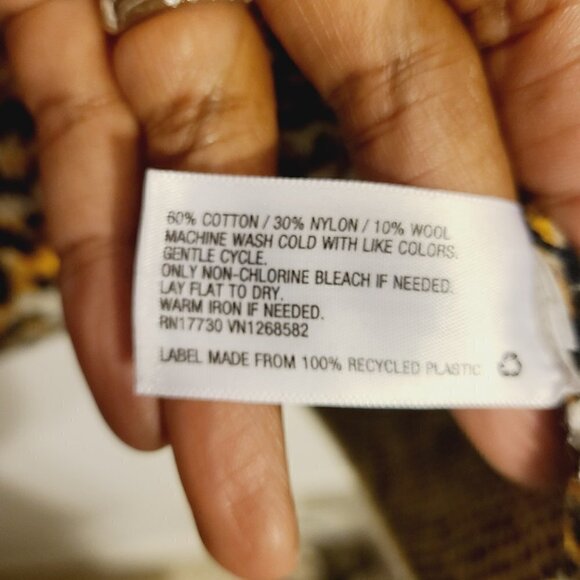 60% COTTON / 30% NYLON / 10% WOOL
MACHINE WASH COLD WITH LIKE COLORS.
GENTLE CYCLE.
ONLY NON-CHLORINE BLEACH IF NEEDED.
LAY FLAT TO DRY.
WARM IRON IF NEEDED.
RN17730 VN1268582
LABEL MADE FROM 100% RECYCLED PLASTIC